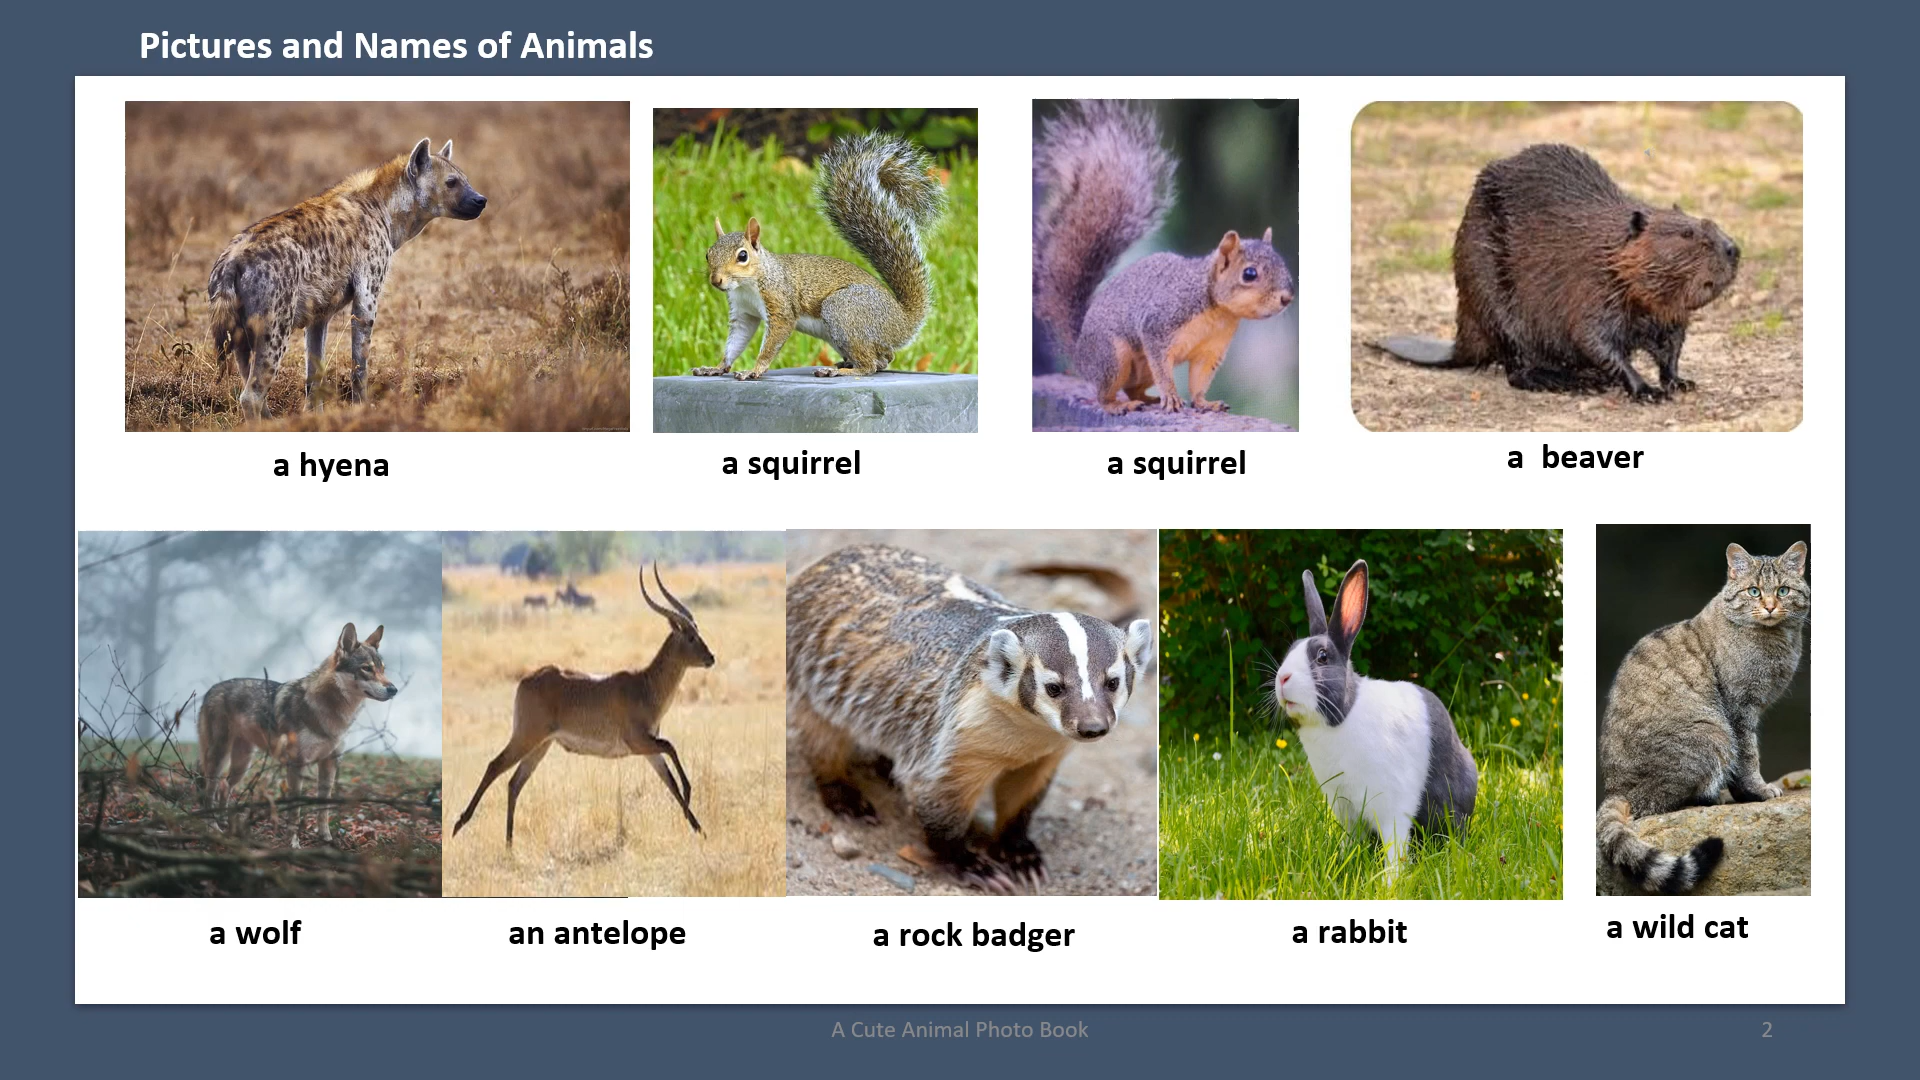 Pictures and Names of Animals
a hyena
a squirrel
a squirrel
a  beaver
a wolf
an antelope
a rock badger
a rabbit
a wild cat
A Cute Animal Photo Book
2